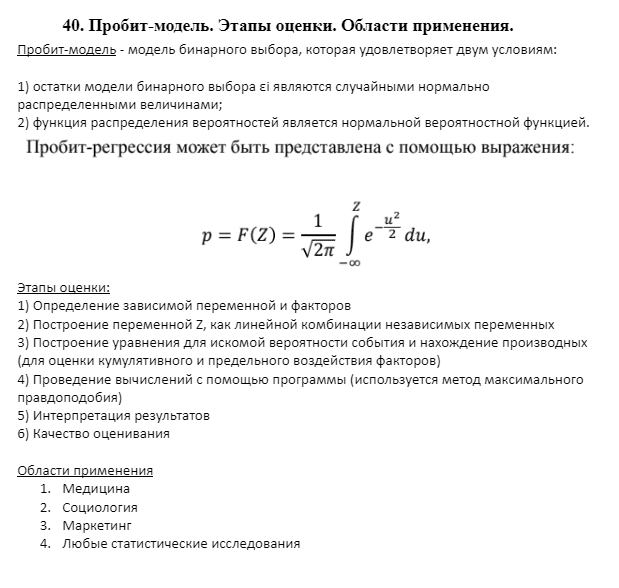 40. Пробит-модель. Этапы оценки. Области применения.
Пробит-модель - модель бинарного выбора, которая удовлетворяет двум условиям:
1) остатки модели бинарного выбора εi являются случайными нормально
распределенными величинами;
2) функция распределения вероятностей является нормальной вероятностной функцией.
Пробит-регрессия может быть представлена с помощью выражения:
p = F(Z) = \frac{1}{\sqrt{2π}} \int_{-∞}^{Z} e^{-\frac{u^2}{2}} du,
Этапы оценки:
1) Определение зависимой переменной и факторов
2) Построение переменной Z, как линейной комбинации независимых переменных
3) Построение уравнения для искомой вероятности события и нахождение производных
(для оценки кумулятивного и предельного воздействия факторов)
4) Проведение вычислений с помощью программы (используется метод максимального
правдоподобия)
5) Интерпретация результатов
6) Качество оценивания
Области применения
1. Медицина
2. Социология
3. Маркетинг
4. Любые статистические исследования